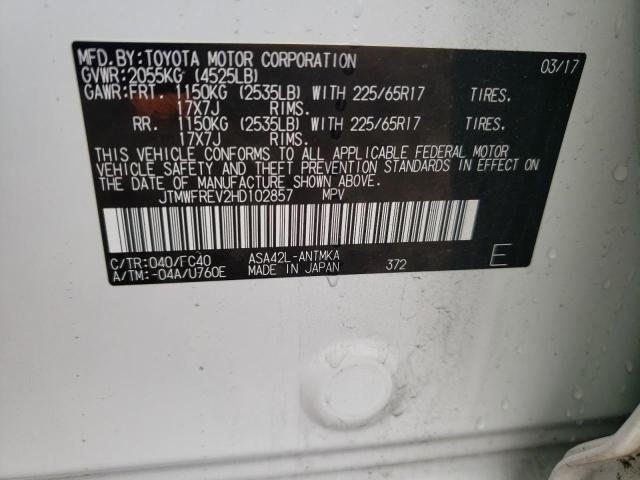 MFD.BY:TOYOTA MOTOR CORPORATION 03/17
GVWR:2055KG (4525LB)
GAWR:FRT. 1150KG (2535LB) WITH 225/65R17 TIRES.
17X7J RIMS.
RR. 1150KG (2535LB) WITH 225/65R17 TIRES.
17X7J RIMS.
THIS VEHICLE CONFORMS TO ALL APPLICABLE FEDERAL MOTOR
VEHICLE SAFETY AND THEFT PREVENTION STANDARDS IN EFFECT ON
THE DATE OF MANUFACTURE SHOWN ABOVE.
JTMWFREV2HD102857 MPV
C/TR:040/FC40 ASA42L-ANTMKA
A/TM:-04A/U760E MADE IN JAPAN 372 E